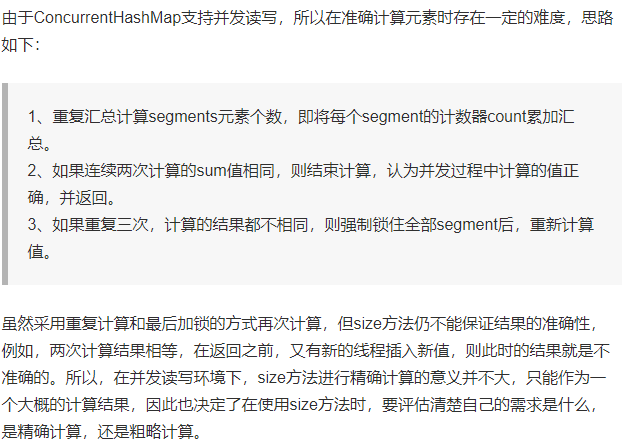 由于ConcurrentHashMap支持并发读写，所以在准确计算元素时存在一定的难度，思路
如下：
1、重复汇总计算segments元素个数，即将每个segment的计数器count累加汇
总。
2、如果连续两次计算的sum值相同，则结束计算，认为并发过程中计算的值正
确，并返回。
3、如果重复三次，计算的结果都不相同，则强制锁住全部segment后，重新计算
值。
虽然采用重复计算和最后加锁的方式再次计算，但size方法仍不能保证结果的准确性，
例如，两次计算结果相等，在返回之前，又有新的线程插入新值，则此时的结果就是不
准确的。所以，在并发读写环境下，size方法进行精确计算的意义并不大，只能作为一
个大概的计算结果，因此也决定了在使用size方法时，要评估清楚自己的需求是什么，
是精确计算，还是粗略计算。